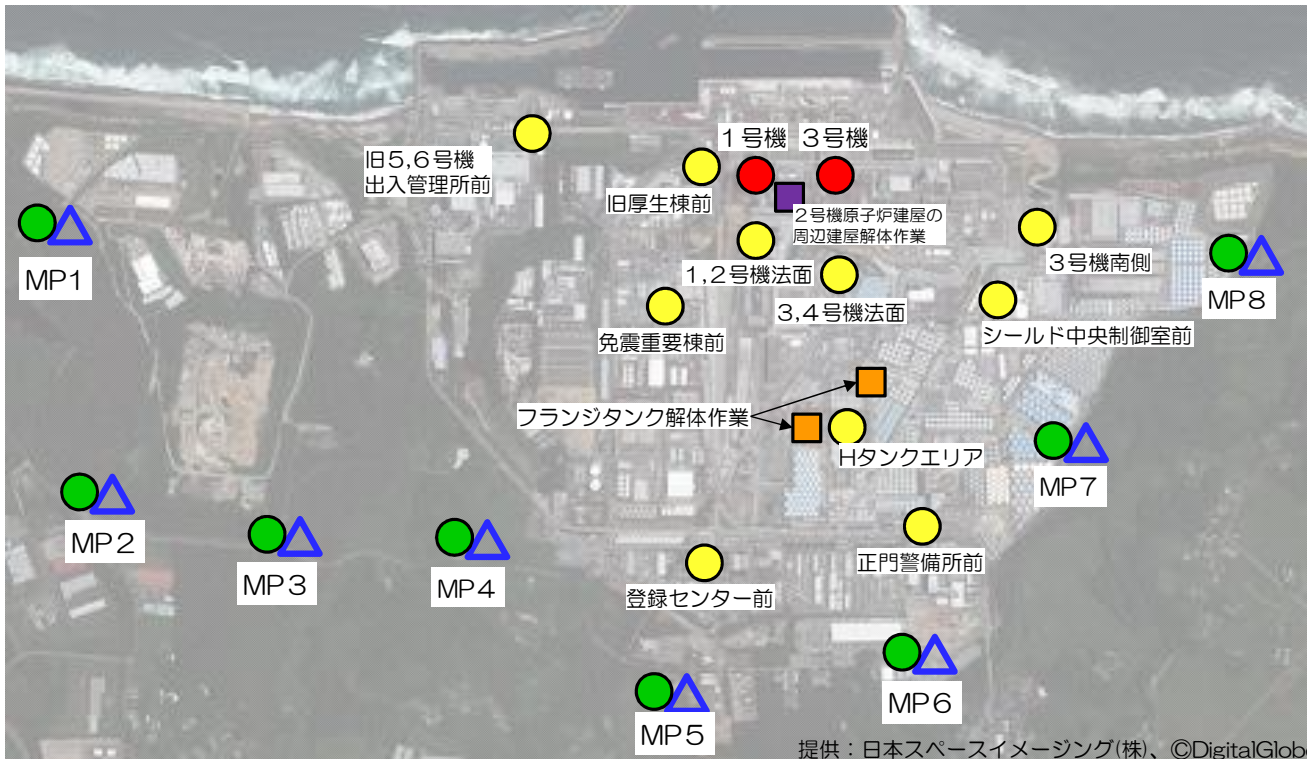 1号機
3号機
旧5,6号機
出入管理所前
旧厚生棟前
2号機原子炉建屋の
周辺建屋解体作業
MP1
1,2号機法面
3号機南側
MP8
3,4号機法面
免震重要棟前
シールド中央制御室前
フランジタンク解体作業
Hタンクエリア
MP7
MP2
MP3
MP4
正門警備所前
登録センター前
MP6
MP5
提供：日本スペースイメージング(株)、©DigitalGlobe